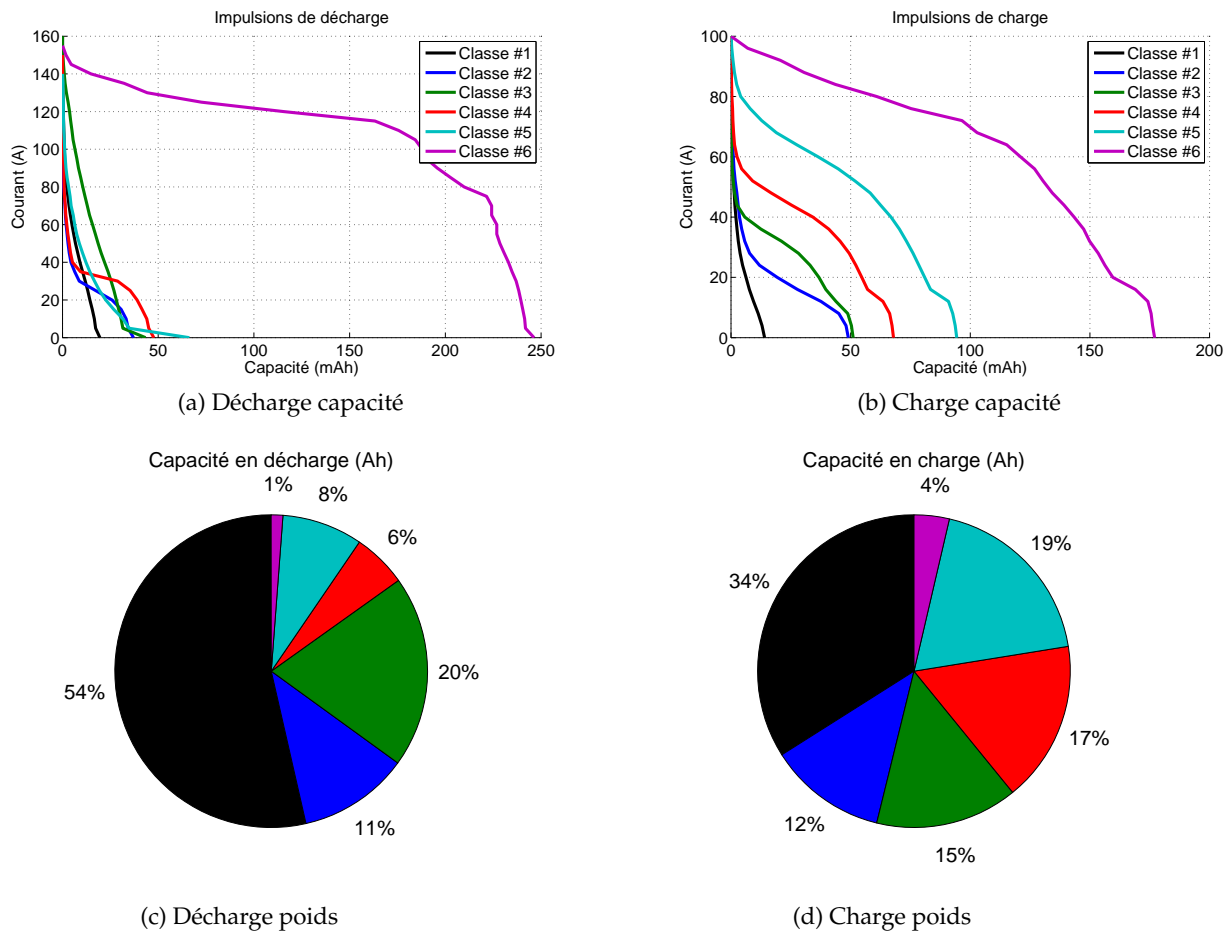 Impulsions de décharge
160
140
120
100
80
60
40
20
0
Courant (A)
0 50 100 150 200 250
Capacité (mAh)
Classe #1
Classe #2
Classe #3
Classe #4
Classe #5
Classe #6
(a) Décharge capacité
Impulsions de charge
100
80
60
40
20
0
Courant (A)
0 50 100 150 200
Capacité (mAh)
Classe #1
Classe #2
Classe #3
Classe #4
Classe #5
Classe #6
(b) Charge capacité
Capacité en décharge (Ah)
1%
8%
6%
54%
20%
11%
(c) Décharge poids
Capacité en charge (Ah)
4%
19%
34%
17%
12%
15%
(d) Charge poids